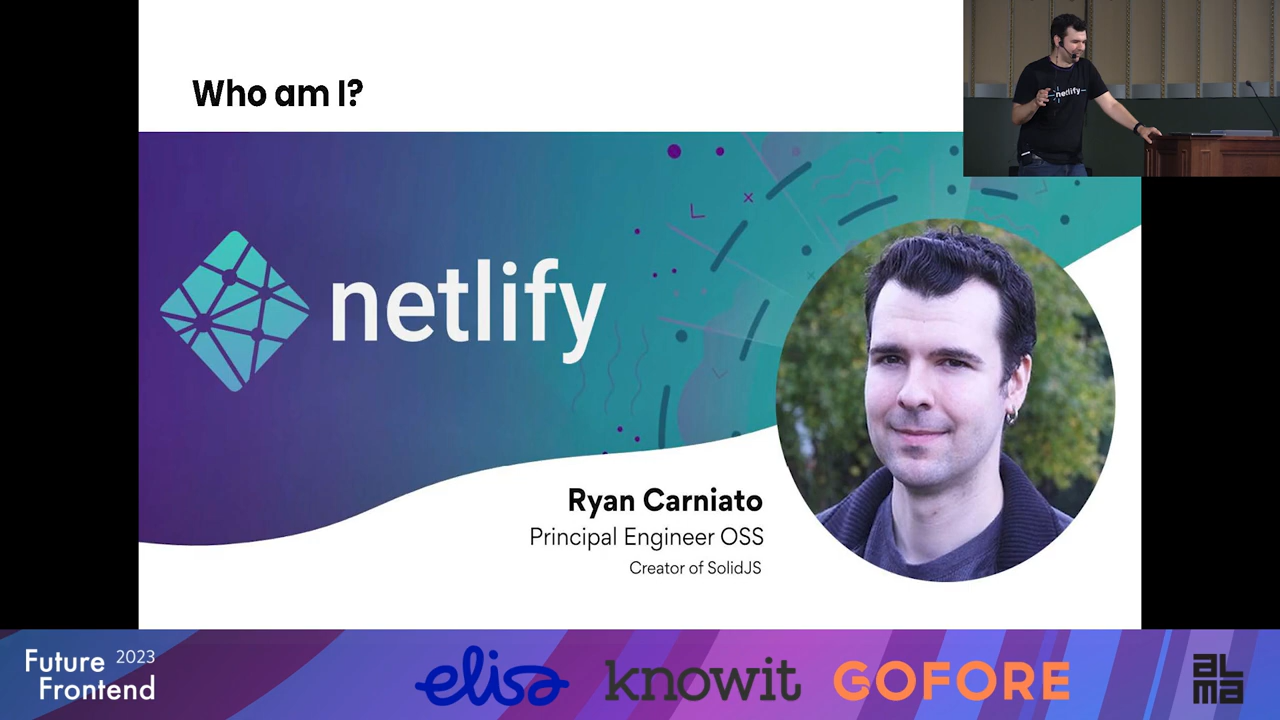 Who am I?
netlify
netlify
Ryan Carniato
Principal Engineer OSS
Creator of SolidJS
Future 2023
Frontend
elisa
knowit
GOFORE
aLma